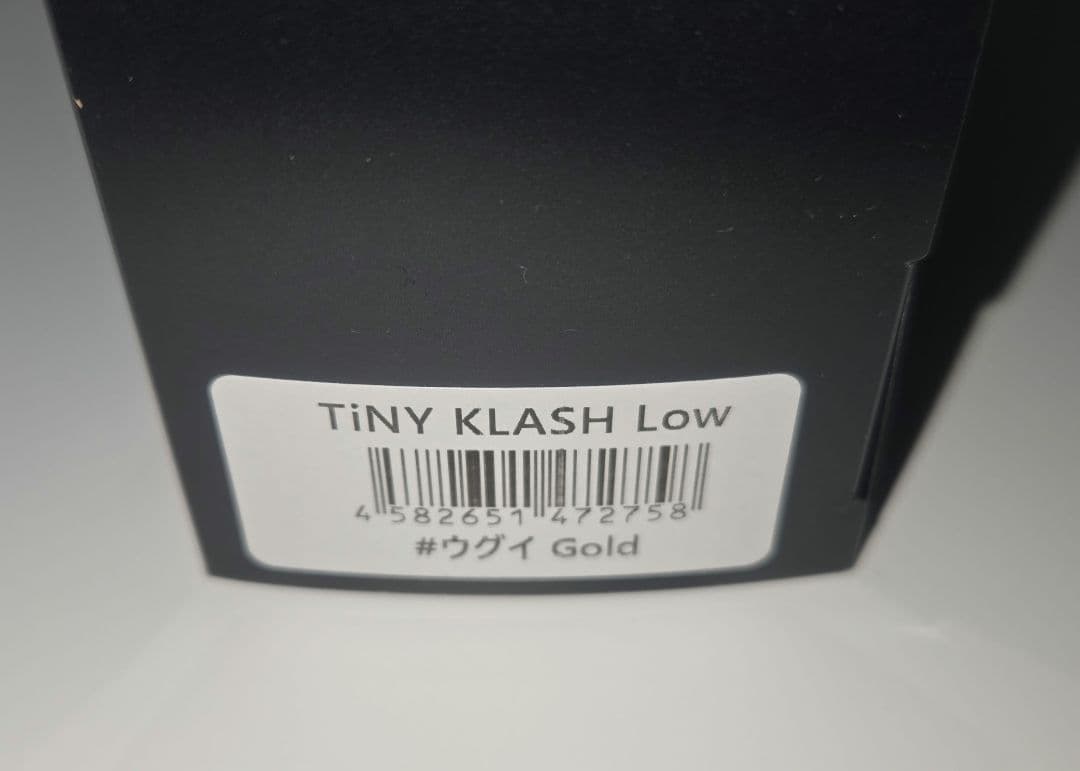 TiNY KLASH Low
4 582651 472758
#ウグイ Gold